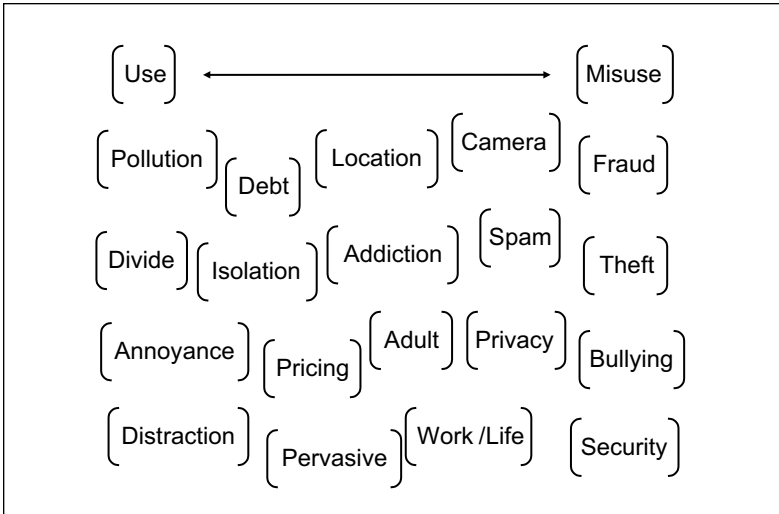 Use Misuse
Pollution Debt Location Camera Fraud
Divide Isolation Addiction Spam Theft
Annoyance Pricing Adult Privacy Bullying
Distraction Pervasive Work /Life Security